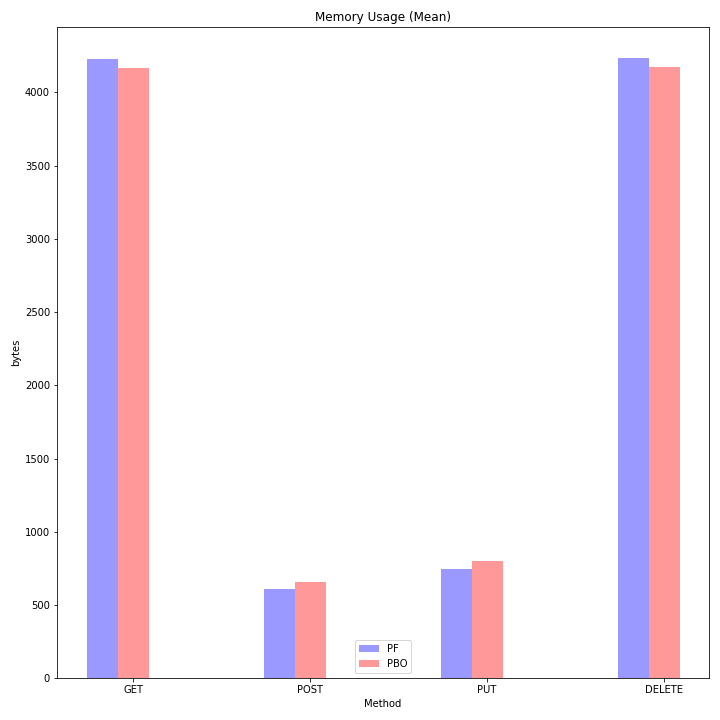 Memory Usage (Mean)
4000
3500
3000
2500
2000
1500
1000
500
0
bytes
PF
PBO
GET POST PUT DELETE
Method